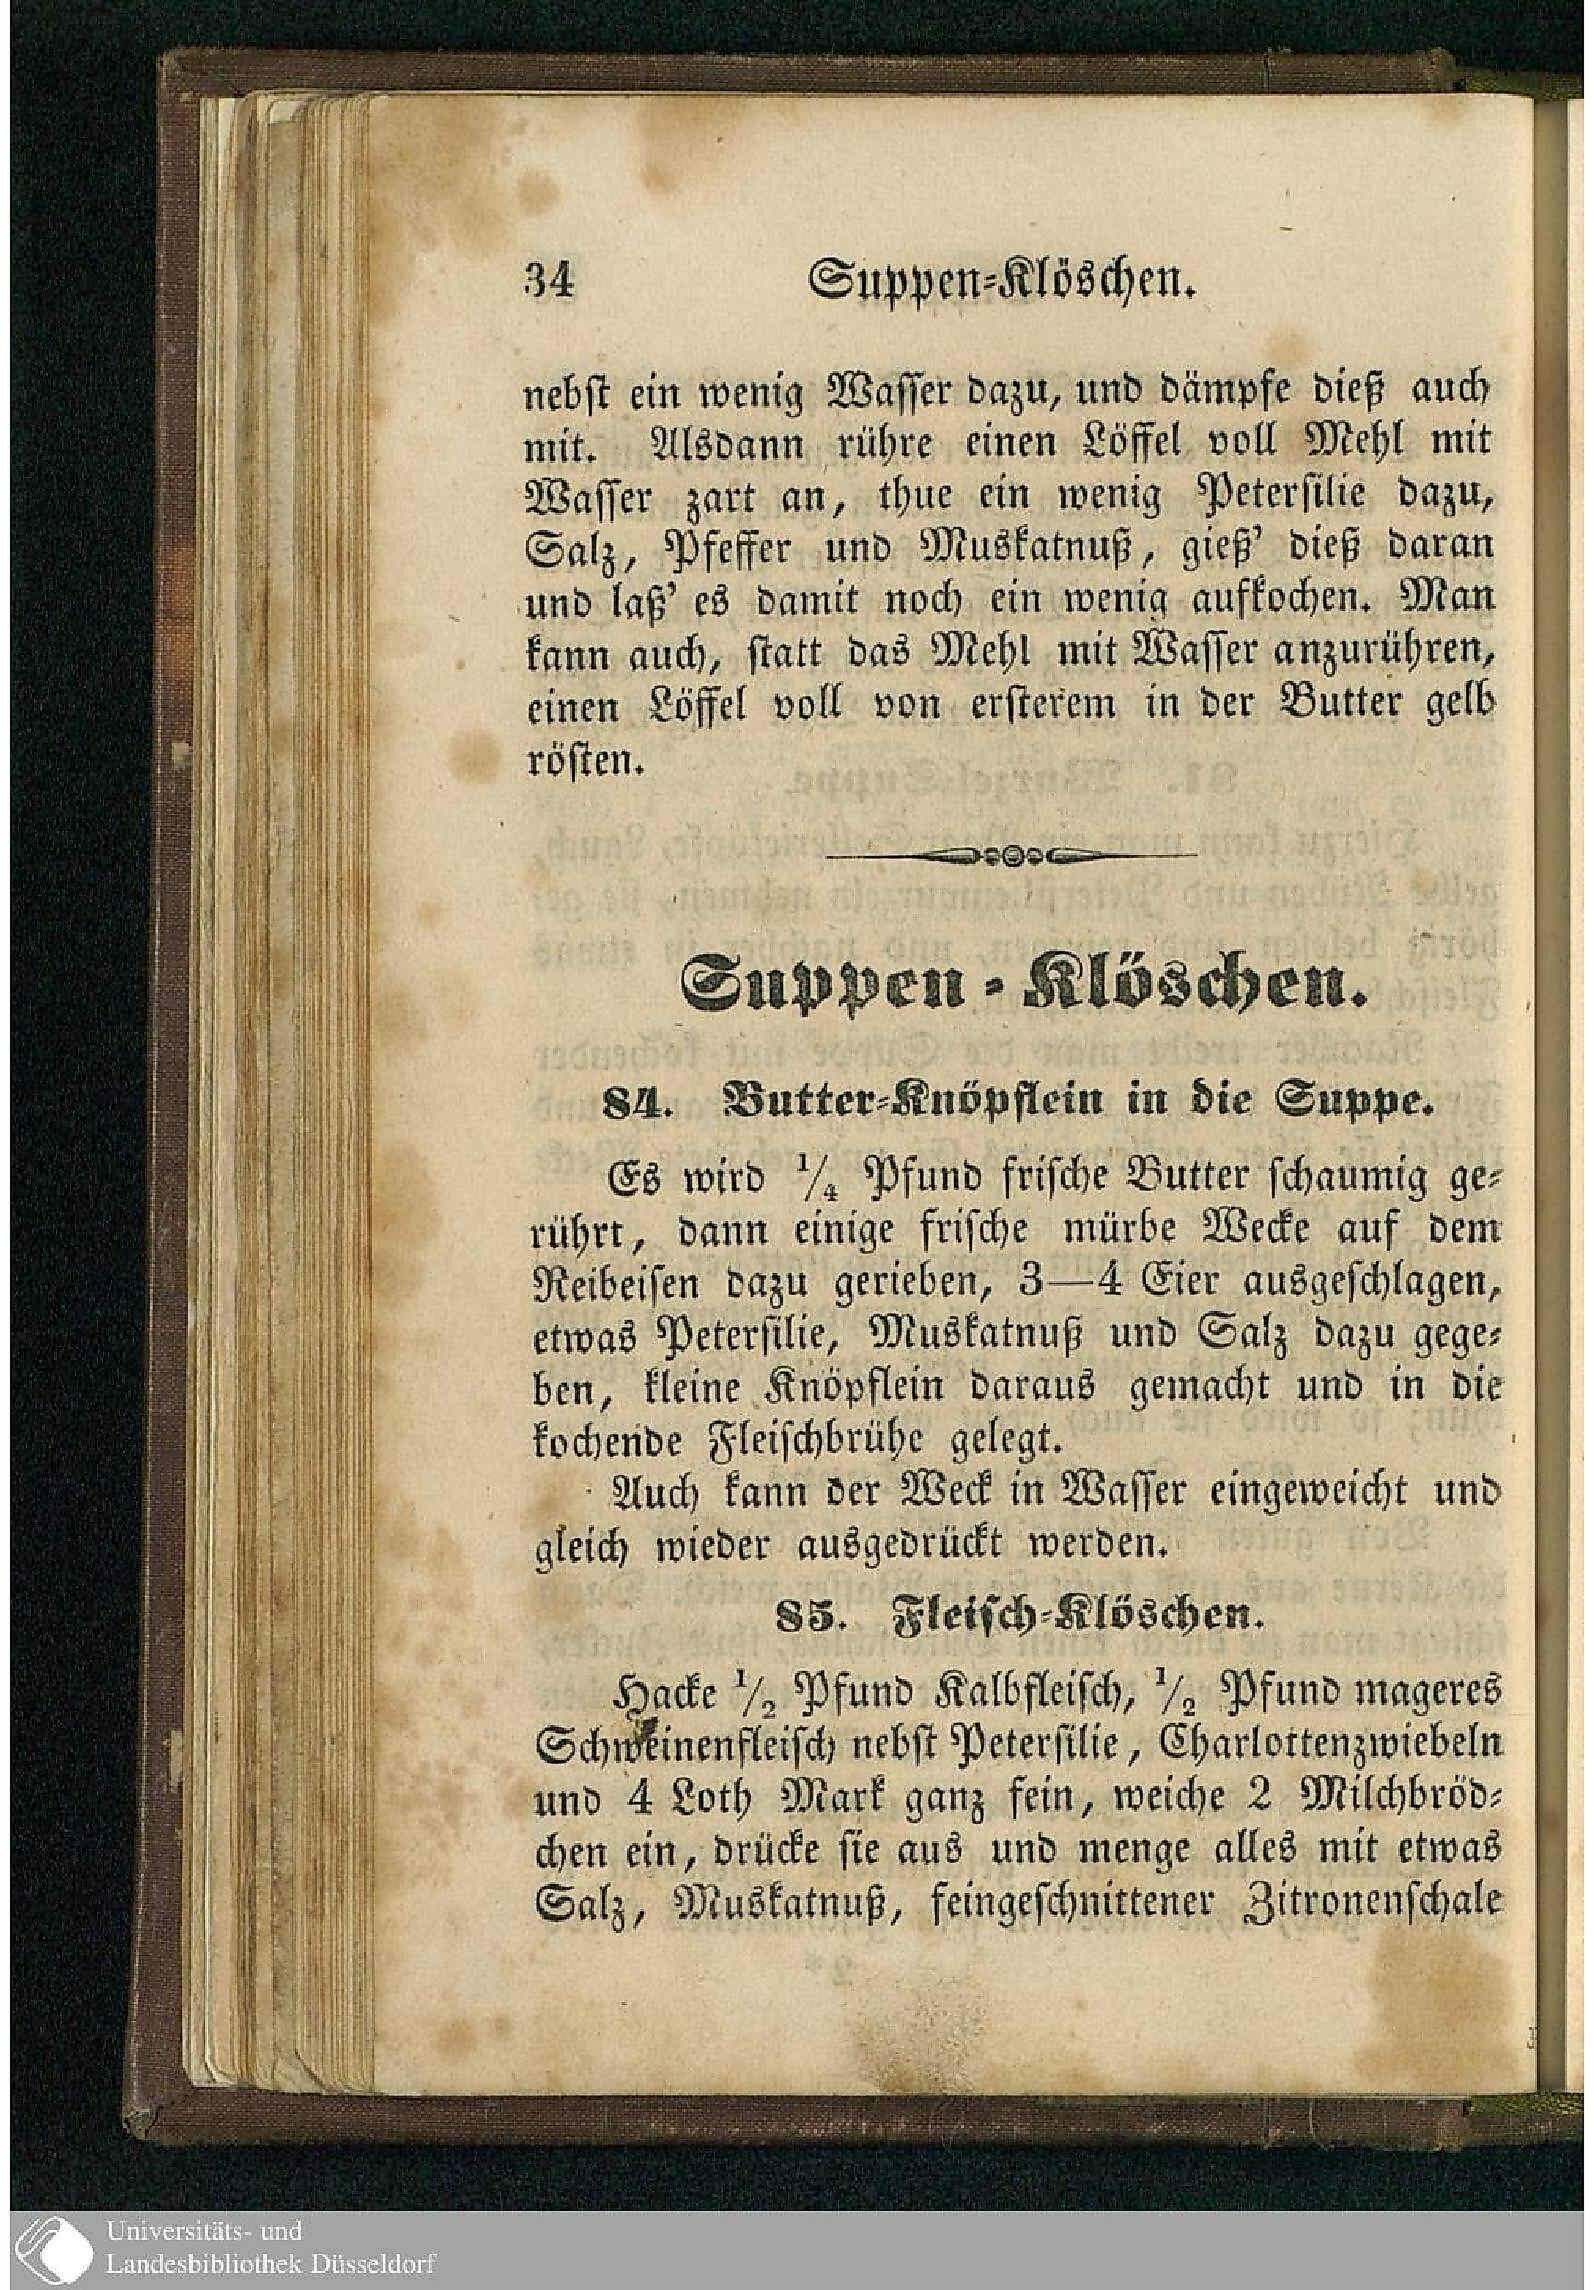 34 Suppen-Klöschen.
nebst ein wenig Wasser dazu, und dämpfe dieß auch
mit. Alsdann rühre einen Löffel voll Mehl mit
Wasser zart an, thue ein wenig Petersilie dazu,
Salz, Pfeffer und Muskatnuß, gieß' dieß daran
und laß' es damit noch ein wenig aufkochen. Man
kann auch, statt das Mehl mit Wasser anzurühren,
einen Löffel voll von ersterem in der Butter gelb
rösten.
Suppen-Klöschen.
84. Butter-Knöpflein in die Suppe.
Es wird 1/4 Pfund frische Butter schaumig ge-
rührt, dann einige frische mürbe Wecke auf dem
Reibeisen dazu gerieben, 3—4 Eier ausgeschlagen,
etwas Petersilie, Muskatnuß und Salz dazu gege-
ben, kleine Knöpflein daraus gemacht und in die
kochende Fleischbrühe gelegt.
Auch kann der Weck in Wasser eingeweicht und
gleich wieder ausgedrückt werden.
85. Fleisch-Klöschen.
Hacke 1/2 Pfund Kalbfleisch, 1/2 Pfund mageres
Schweinenfleisch nebst Petersilie, Charlottenzwiebeln
und 4 Loth Mark ganz fein, weiche 2 Milchbröd-
chen ein, drücke sie aus und menge alles mit etwas
Salz, Muskatnuß, feingeschnittener Zitronenschale
Universitäts- und
Landesbibliothek Düsseldorf